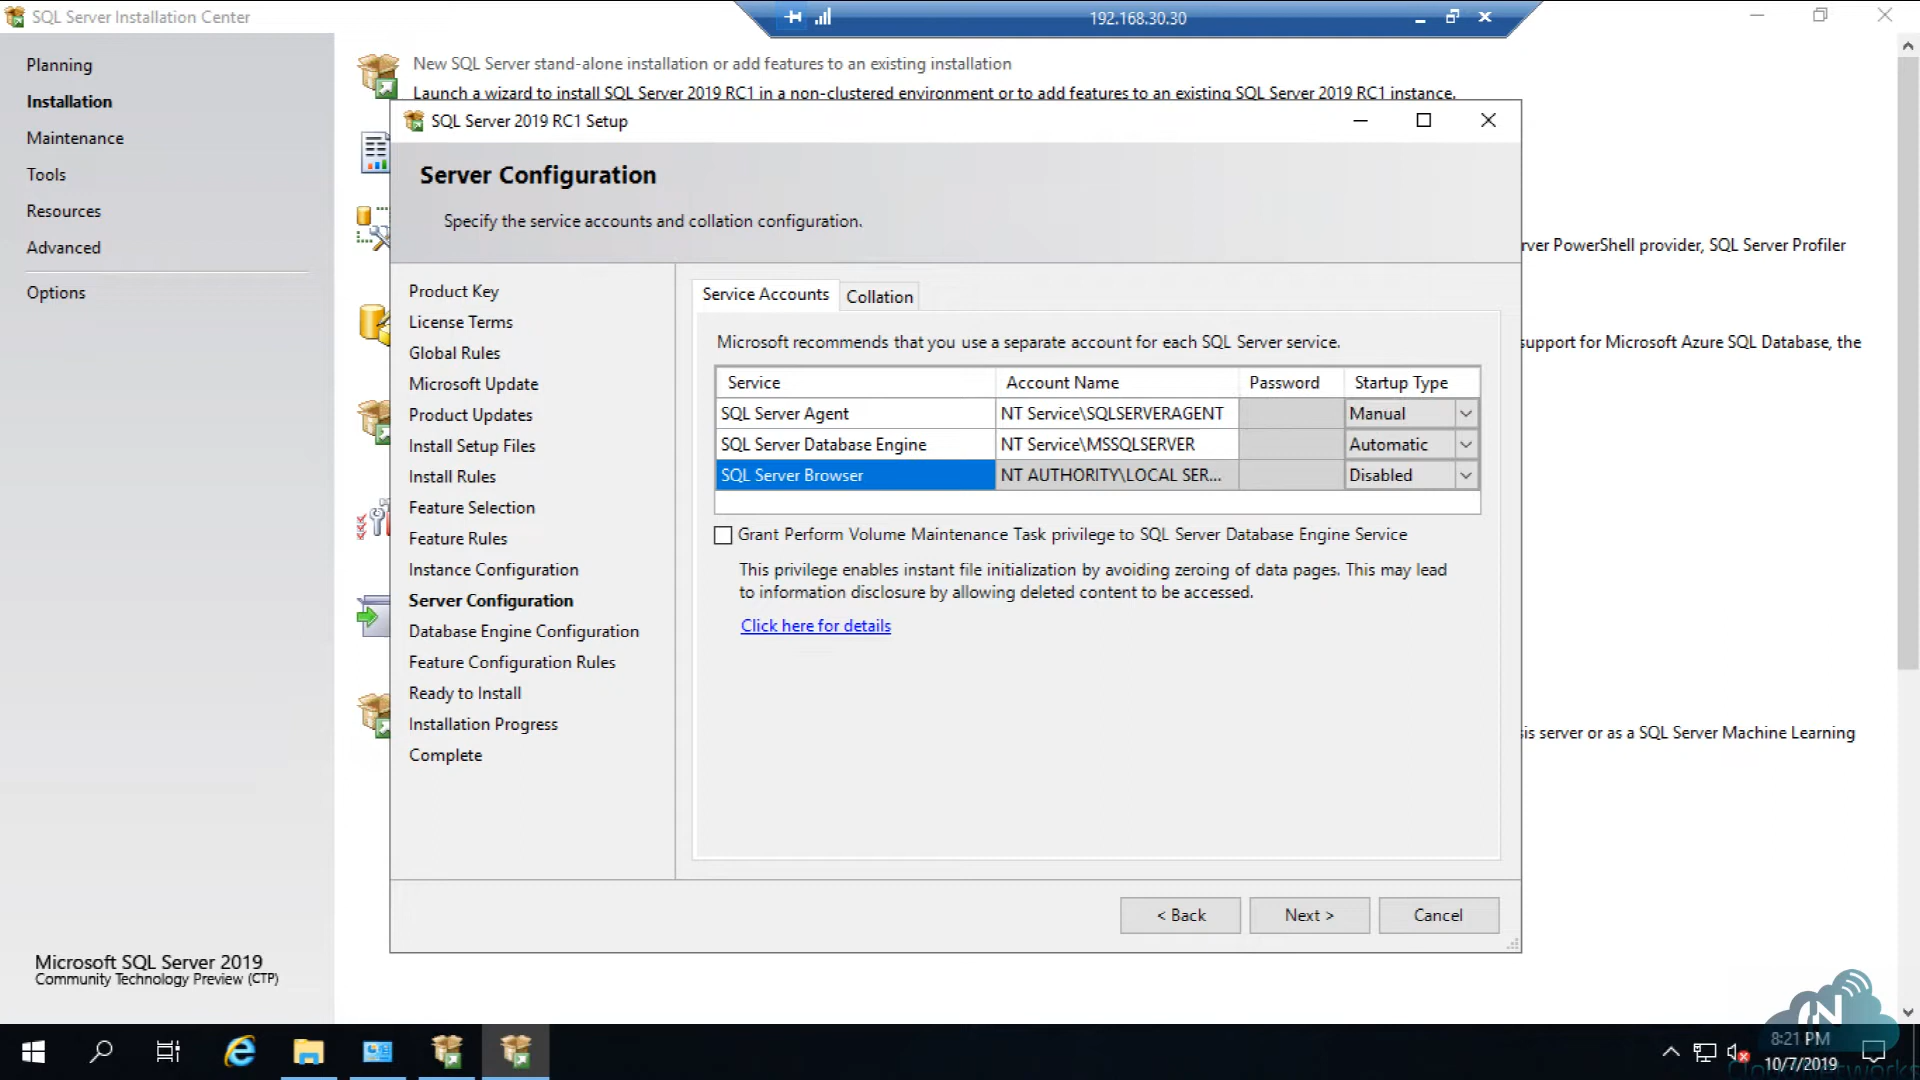 SQL Server Installation Center
192.168.30.30
Planning
Installation
Maintenance
Tools
Resources
Advanced
Options
New SQL Server stand-alone installation or add features to an existing installation
Launch a wizard to install SQL Server 2019 RC1 in a non-clustered environment or to add features to an existing SQL Server 2019 RC1 instance.
SQL Server 2019 RC1 Setup
Server Configuration
Specify the service accounts and collation configuration.
rver PowerShell provider, SQL Server Profiler
support for Microsoft Azure SQL Database, the
sis server or as a SQL Server Machine Learning
Product Key
License Terms
Global Rules
Microsoft Update
Product Updates
Install Setup Files
Install Rules
Feature Selection
Feature Rules
Instance Configuration
Server Configuration
Database Engine Configuration
Feature Configuration Rules
Ready to Install
Installation Progress
Complete
Service Accounts
Collation
Microsoft recommends that you use a separate account for each SQL Server service.
Service Account Name Password Startup Type
SQL Server Agent NT Service\SQLSERVERAGENT Manual
SQL Server Database Engine NT Service\MSSQLSERVER Automatic
SQL Server Browser NT AUTHORITY\LOCAL SER... Disabled
Grant Perform Volume Maintenance Task privilege to SQL Server Database Engine Service
This privilege enables instant file initialization by avoiding zeroing of data pages. This may lead
to information disclosure by allowing deleted content to be accessed.
Click here for details
< Back
Next >
Cancel
Microsoft SQL Server 2019
Community Technology Preview (CTP)
8:21 PM
10/7/2019